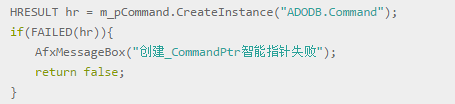 HRESULT hr = m_pCommand.CreateInstance("ADODB.Command");
if(FAILED(hr)){
    AfxMessageBox("创建_CommandPtr智能指针失败");
    return false;
}